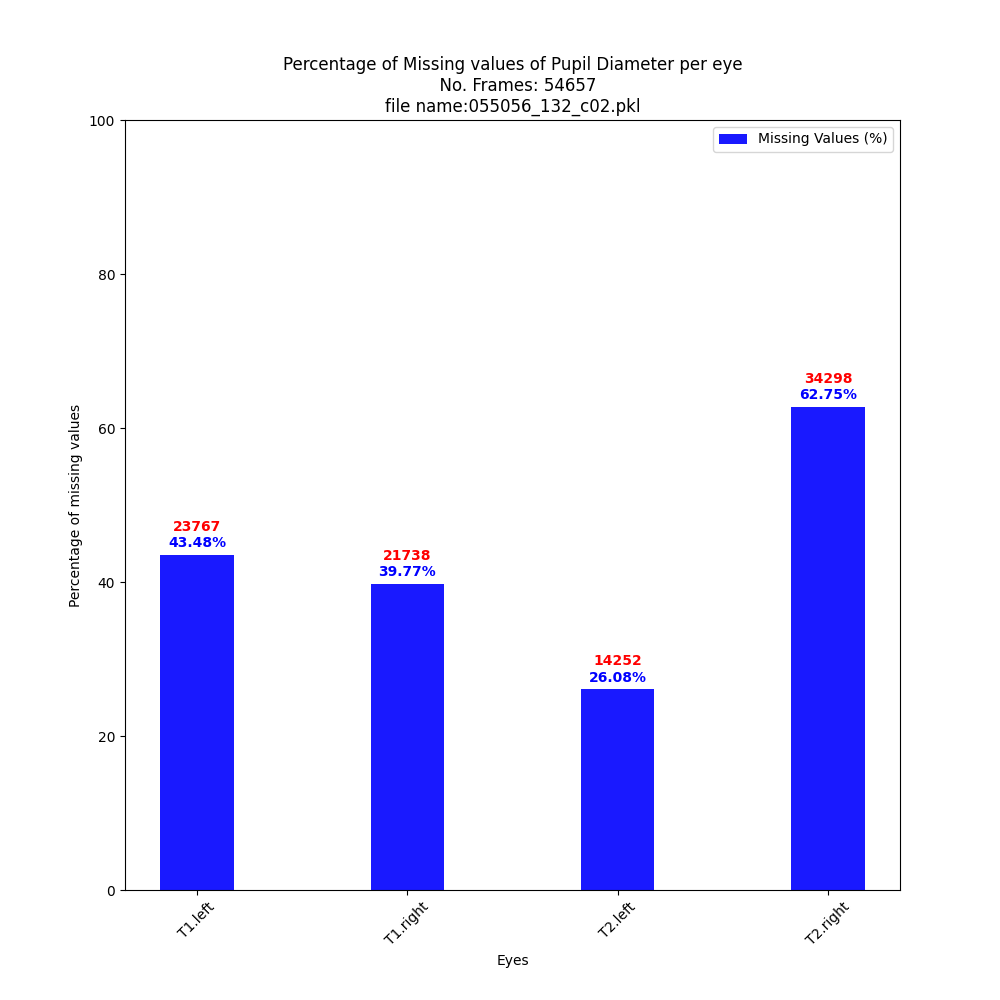 Percentage of Missing values of Pupil Diameter per eye
No. Frames: 54657
file name:055056_132_c02.pkl
Missing Values (%)
100
80
60
40
20
0
Percentage of missing values
23767
43.48%
21738
39.77%
14252
26.08%
34298
62.75%
T1.left
T1.right
T2.left
T2.right
Eyes